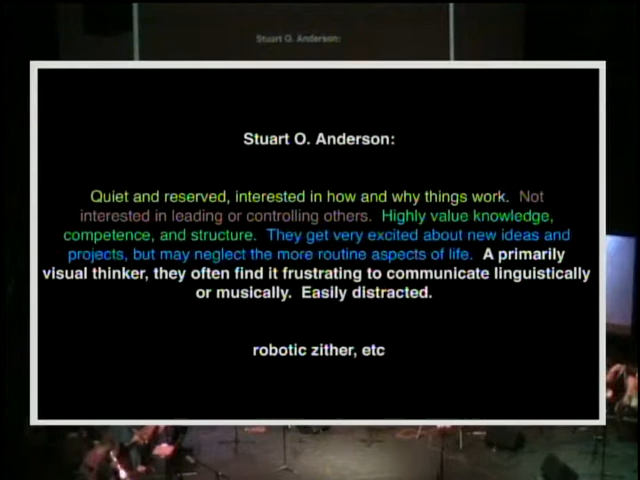 Stuart O. Anderson:
Stuart O. Anderson:
Quiet and reserved, interested in how and why things work. Not
interested in leading or controlling others. Highly value knowledge,
competence, and structure. They get very excited about new ideas and
projects, but may neglect the more routine aspects of life. A primarily
visual thinker, they often find it frustrating to communicate linguistically
or musically. Easily distracted.
robotic zither, etc